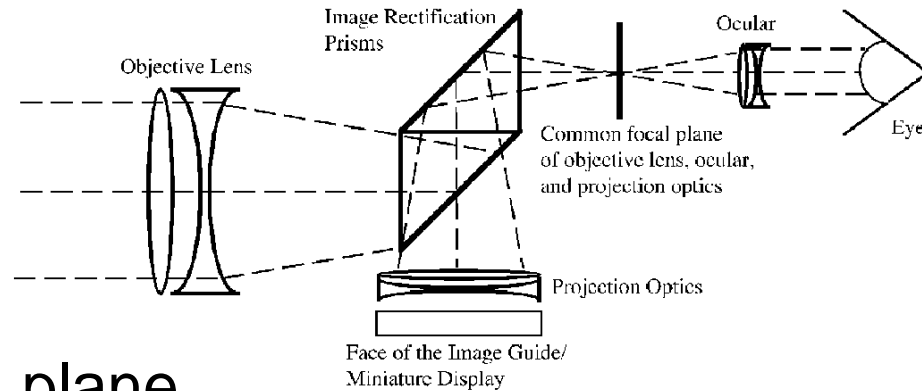 Image Rectification
Prisms
Ocular
Objective Lens
Eye
Common focal plane
of objective lens, ocular,
and projection optics
Projection Optics
Face of the Image Guide/
Miniature Display
plane